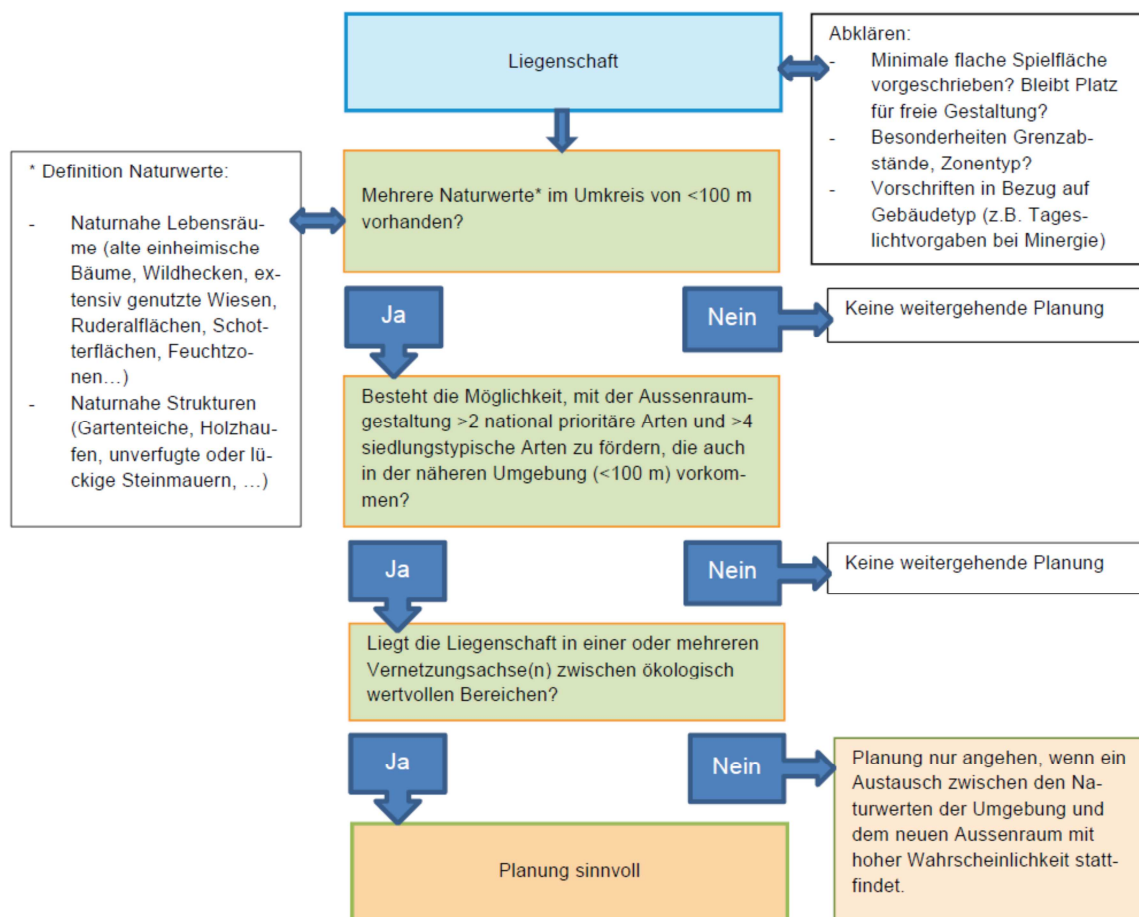 Liegenschaft
Abklären:
- Minimale flache Spielfläche
vorgeschrieben? Bleibt Platz
für freie Gestaltung?
- Besonderheiten Grenzab-
stände, Zonentyp?
- Vorschriften in Bezug auf
Gebäudetyp (z.B. Tages-
lichtvorgaben bei Minergie)
* Definition Naturwerte:
- Naturnahe Lebensräu-
me (alte einheimische
Bäume, Wildhecken, ex-
tensiv genutzte Wiesen,
Ruderalflächen, Schot-
terflächen, Feuchtzo-
nen…)
- Naturnahe Strukturen
(Gartenteiche, Holzhau-
fen, unverfugte oder lü-
ckige Steinmauern, …)
Mehrere Naturwerte* im Umkreis von <100 m
vorhanden?
Ja
Nein
Keine weitergehende Planung
Besteht die Möglichkeit, mit der Aussenraum-
gestaltung >2 national prioritäre Arten und >4
siedlungstypische Arten zu fördern, die auch
in der näheren Umgebung (<100 m) vorkom-
men?
Ja
Nein
Keine weitergehende Planung
Liegt die Liegenschaft in einer oder mehreren
Vernetzungsachse(n) zwischen ökologisch
wertvollen Bereichen?
Ja
Nein
Planung nur angehen, wenn ein
Austausch zwischen den Na-
turwerten der Umgebung und
dem neuen Aussenraum mit
hoher Wahrscheinlichkeit statt-
findet.
Planung sinnvoll